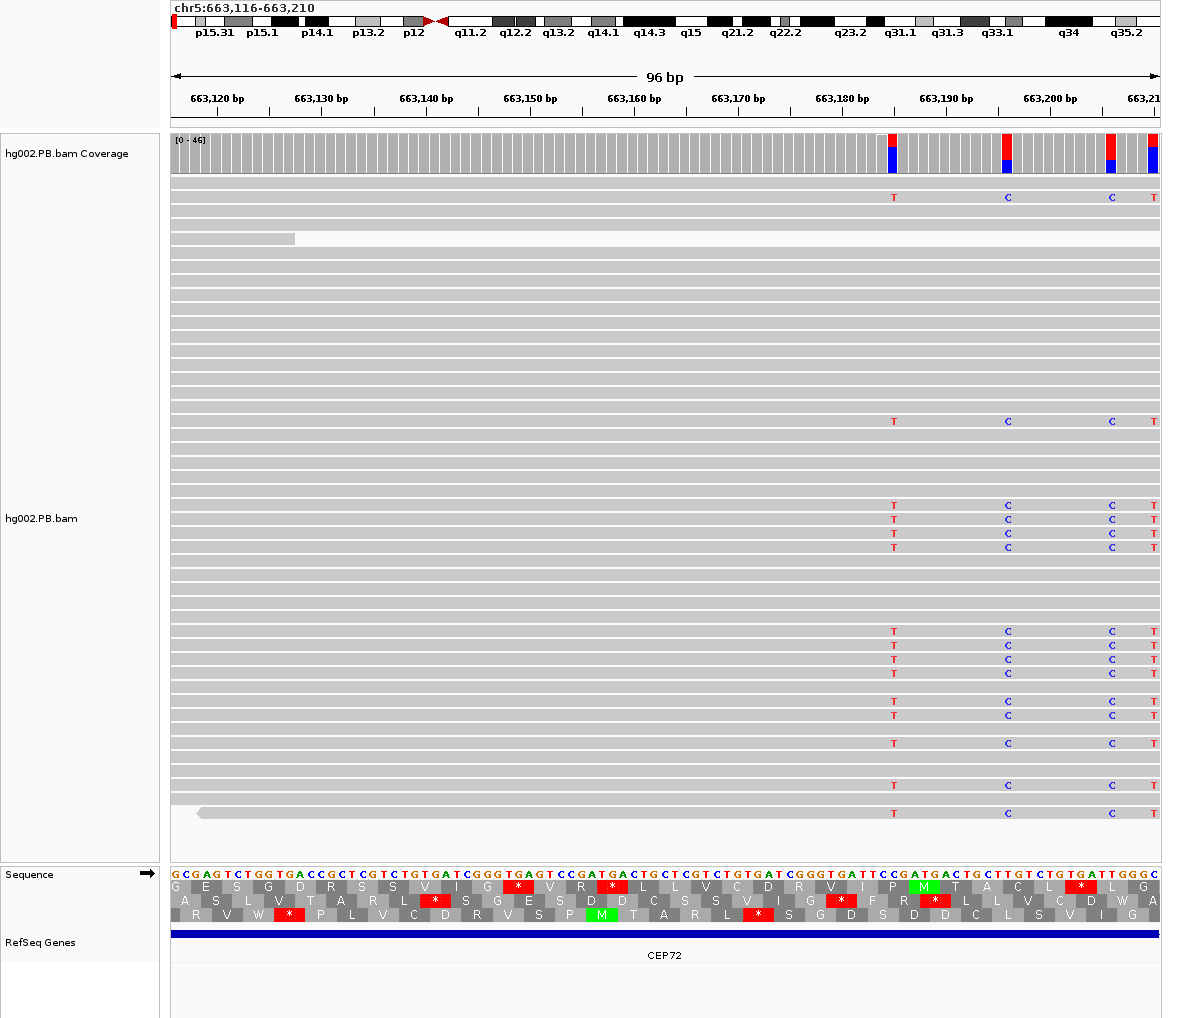 chr5:663,116-663,210
p15.31 p15.1 p14.1 p13.2 p12 q11.2 q12.2 q13.2 q14.1 q14.3 q15 q21.2 q22.2 q23.2 q31.1 q31.3 q33.1 q34 q35.2
96 bp
663,120 bp 663,130 bp 663,140 bp 663,150 bp 663,160 bp 663,170 bp 663,180 bp 663,190 bp 663,200 bp 663,21
[0 - 46]
hg002.PB.bam Coverage
T C C T
T C C T
T C C T
hg002.PB.bam T C C T
T C C T
T C C T
T C C T
T C C T
T C C T
T C C T
T C C T
T C C T
T C C T
T C C T
T C C T
Sequence GCGAGTCTGGTGACCGCTCGTCTGTGATCGGGTGAGTCCGATGACTGCTCGTCTGTGATCGGGTGATTCCGATGACTGCTTGTCTGTGATTGGGC
G E S G D R S S V I G * V R * L L V C D R V I P M T A C L * L G
A S L V T A R L * S G E S D D C S S V I G * F R * L L V C D W A
R V W * P L V C D R V S P M T A R L * S G D S D D C L S V I G
RefSeq Genes
CEP72